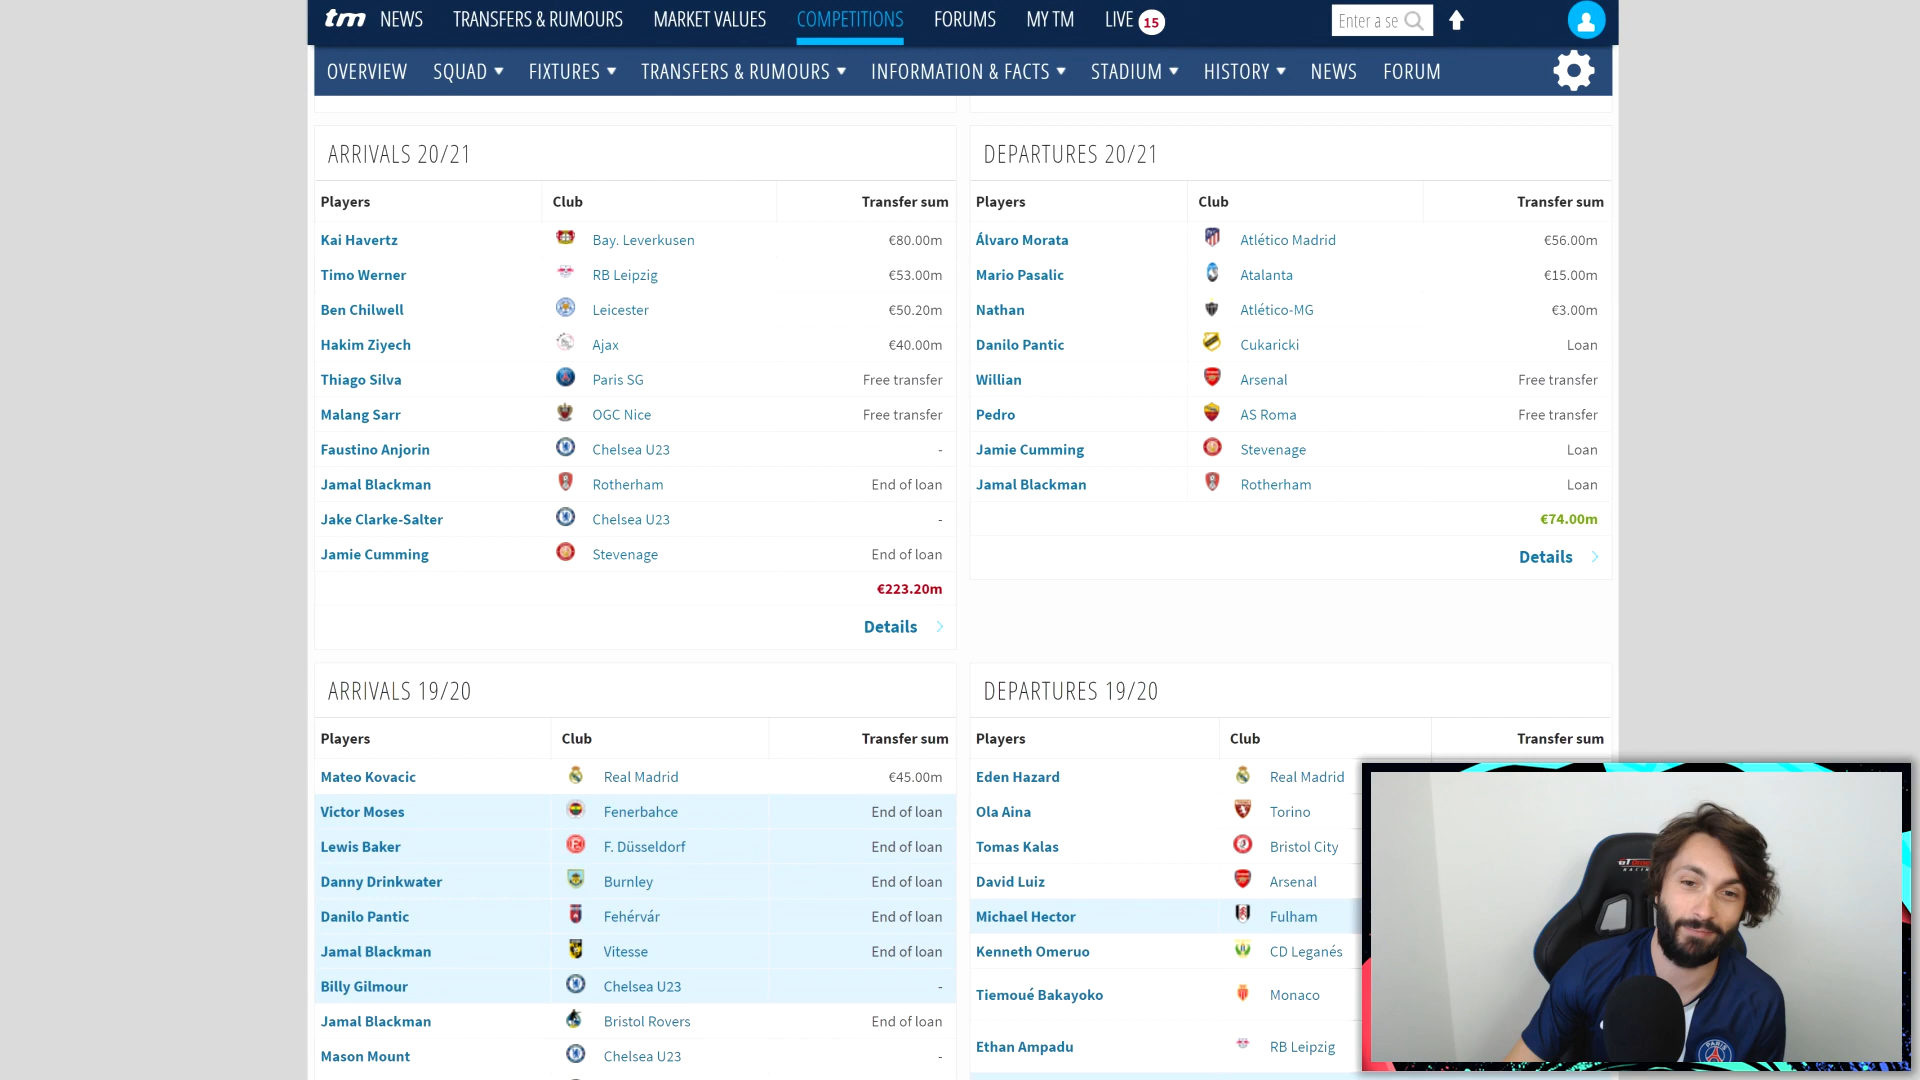 tm NEWS TRANSFERS & RUMOURS MARKET VALUES COMPETITIONS FORUMS MY TM LIVE 15 Enter a se
OVERVIEW SQUAD FIXTURES TRANSFERS & RUMOURS INFORMATION & FACTS STADIUM HISTORY NEWS FORUM
ARRIVALS 20/21
Players Club Transfer sum
Kai Havertz Bay. Leverkusen €80.00m
Timo Werner RB Leipzig €53.00m
Ben Chilwell Leicester €50.20m
Hakim Ziyech Ajax €40.00m
Thiago Silva Paris SG Free transfer
Malang Sarr OGC Nice Free transfer
Faustino Anjorin Chelsea U23 -
Jamal Blackman Rotherham End of loan
Jake Clarke-Salter Chelsea U23 -
Jamie Cumming Stevenage End of loan
€223.20m
Details
DEPARTURES 20/21
Players Club Transfer sum
Álvaro Morata Atlético Madrid €56.00m
Mario Pasalic Atalanta €15.00m
Nathan Atlético-MG €3.00m
Danilo Pantic Cukaricki Loan
Willian Arsenal Free transfer
Pedro AS Roma Free transfer
Jamie Cumming Stevenage Loan
Jamal Blackman Rotherham Loan
€74.00m
Details
ARRIVALS 19/20
Players Club Transfer sum
Mateo Kovacic Real Madrid €45.00m
Victor Moses Fenerbahce End of loan
Lewis Baker F. Düsseldorf End of loan
Danny Drinkwater Burnley End of loan
Danilo Pantic Fehérvár End of loan
Jamal Blackman Vitesse End of loan
Billy Gilmour Chelsea U23 -
Jamal Blackman Bristol Rovers End of loan
Mason Mount Chelsea U23 -
DEPARTURES 19/20
Players Club Transfer sum
Eden Hazard Real Madrid
Ola Aina Torino
Tomas Kalas Bristol City
David Luiz Arsenal
Michael Hector Fulham
Kenneth Omeruo CD Leganés
Tiemoué Bakayoko Monaco
Ethan Ampadu RB Leipzig
PARIS